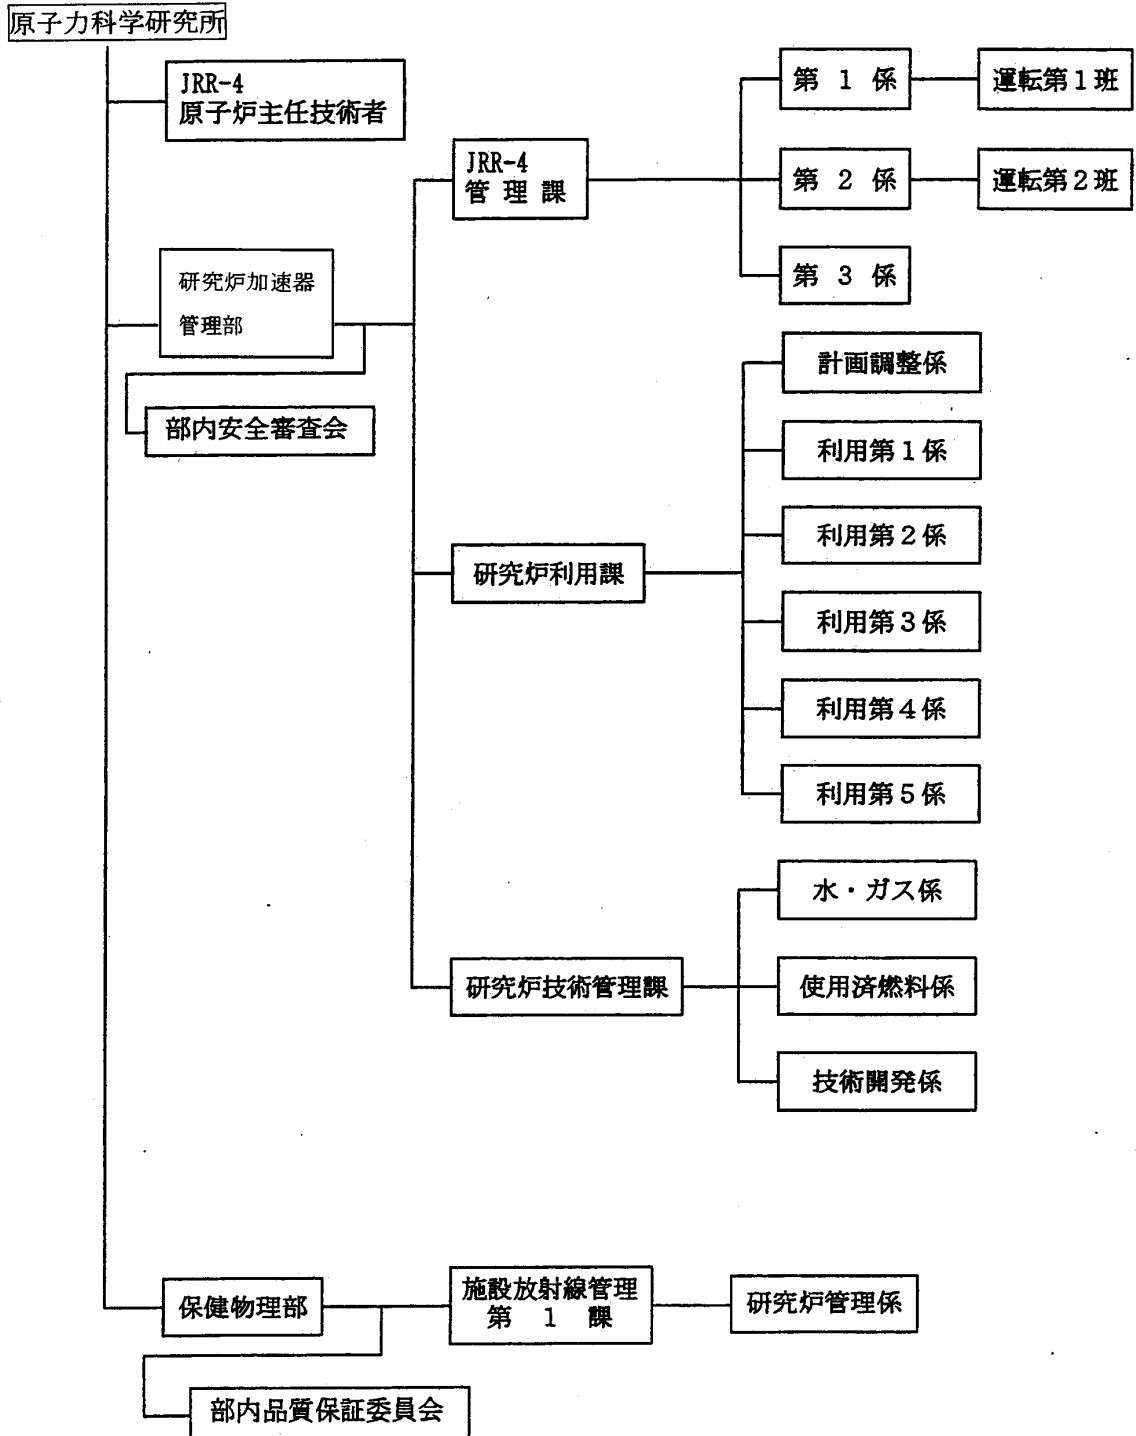 原子力科学研究所
JRR-4
原子炉主任技術者
研究炉加速器
管理部
部内安全審査会
JRR-4
管 理 課
第 1 係
運転第1班
第 2 係
運転第2班
第 3 係
研究炉利用課
計画調整係
利用第1係
利用第2係
利用第3係
利用第4係
利用第5係
研究炉技術管理課
水・ガス係
使用済燃料係
技術開発係
保健物理部
部内品質保証委員会
施設放射線管理
第 1 課
研究炉管理係